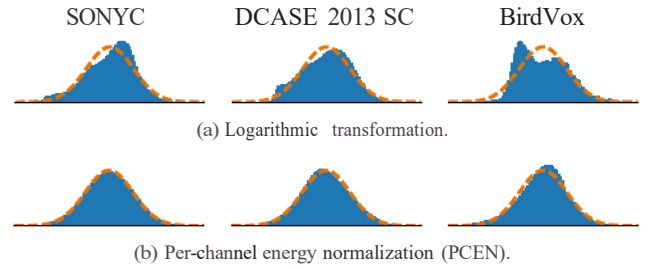 SONYC DCASE 2013 SC BirdVox
(a) Logarithmic transformation.
(b) Per-channel energy normalization (PCEN).